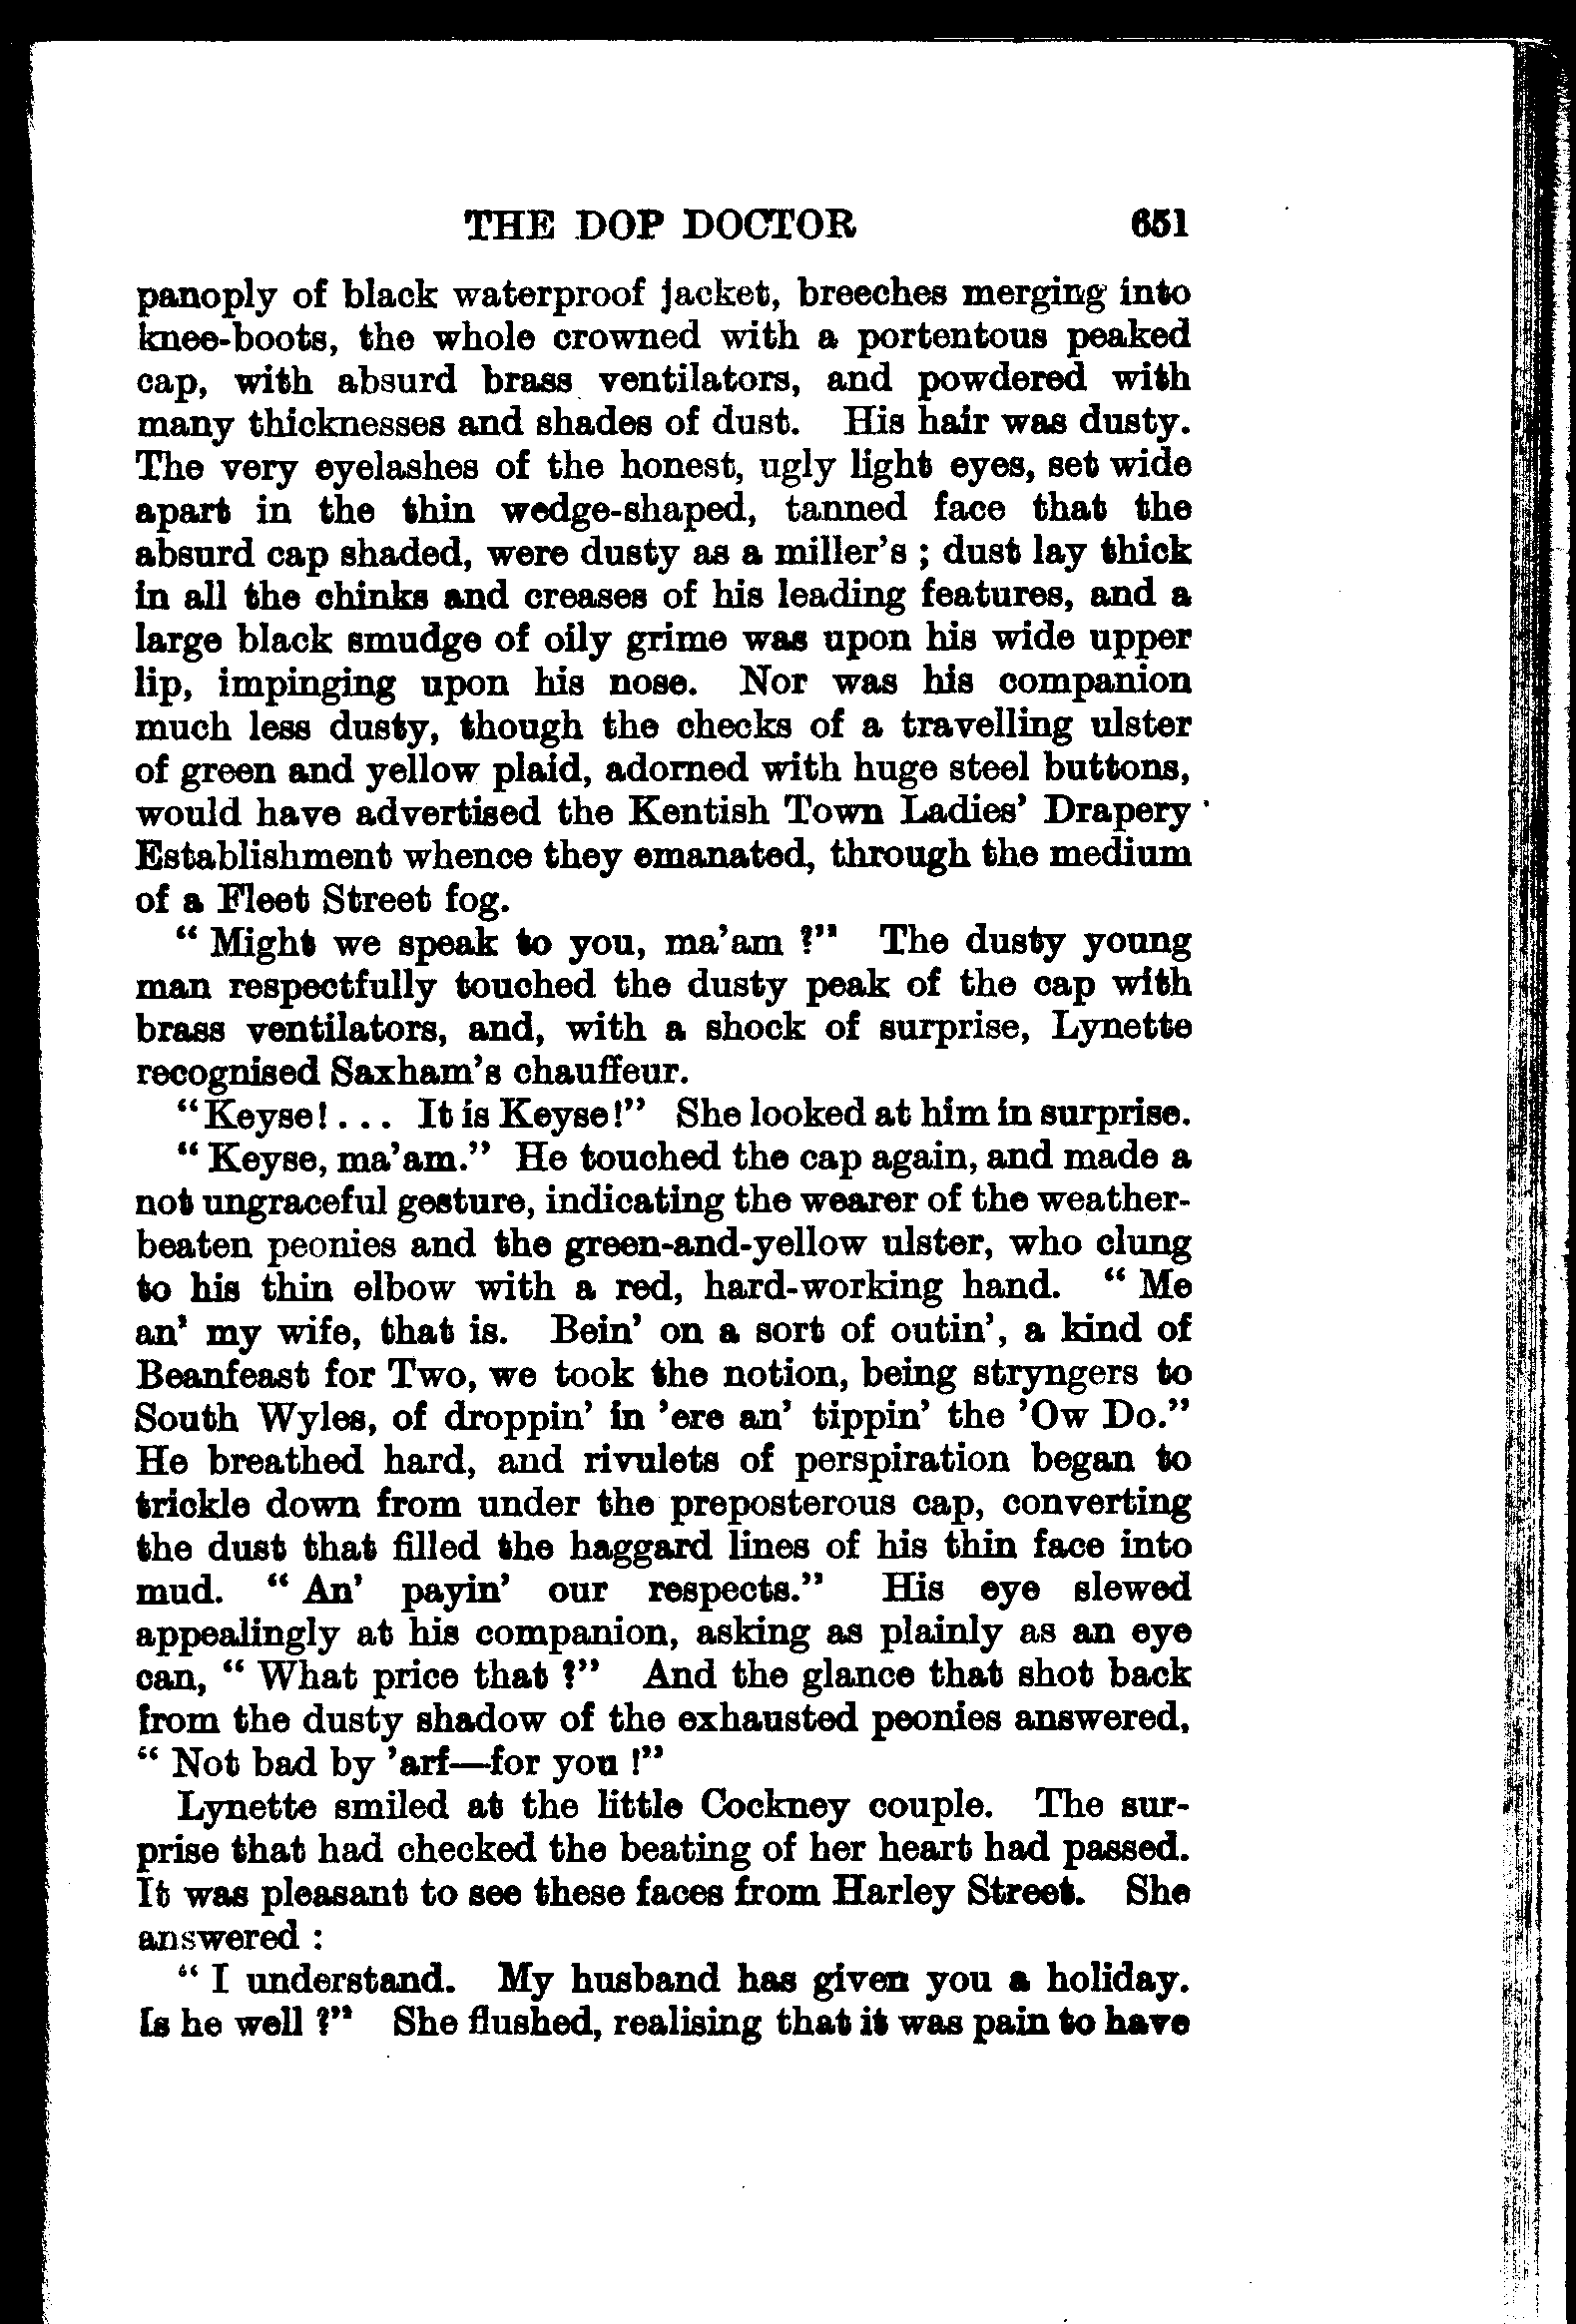 THE DOP DOCTOR 651
panoply of black waterproof jacket, breeches merging into
knee-boots, the whole crowned with a portentous peaked
cap, with absurd brass ventilators, and powdered with
many thicknesses and shades of dust. His hair was dusty.
The very eyelashes of the honest, ugly light eyes, set wide
apart in the thin wedge-shaped, tanned face that the
absurd cap shaded, were dusty as a miller's ; dust lay thick
in all the chinks and creases of his leading features, and a
large black smudge of oily grime was upon his wide upper
lip, impinging upon his nose. Nor was his companion
much less dusty, though the checks of a travelling ulster
of green and yellow plaid, adorned with huge steel buttons,
would have advertised the Kentish Town Ladies' Drapery
Establishment whence they emanated, through the medium
of a Fleet Street fog.
“ Might we speak to you, ma'am ?” The dusty young
man respectfully touched the dusty peak of the cap with
brass ventilators, and, with a shock of surprise, Lynette
recognised Saxham's chauffeur.
“Keyse! . . . It is Keyse!” She looked at him in surprise.
“ Keyse, ma'am.” He touched the cap again, and made a
not ungraceful gesture, indicating the wearer of the weather-
beaten peonies and the green-and-yellow ulster, who clung
to his thin elbow with a red, hard-working hand. “ Me
an' my wife, that is. Bein' on a sort of outin', a kind of
Beanfeast for Two, we took the notion, being stryngers to
South Wyles, of droppin' in 'ere an' tippin' the 'Ow Do.”
He breathed hard, and rivulets of perspiration began to
trickle down from under the preposterous cap, converting
the dust that filled the haggard lines of his thin face into
mud. “ An' payin' our respects.” His eye slewed
appealingly at his companion, asking as plainly as an eye
can, “ What price that ?” And the glance that shot back
from the dusty shadow of the exhausted peonies answered,
“ Not bad by 'arf—for you !”
Lynette smiled at the little Cockney couple. The sur-
prise that had checked the beating of her heart had passed.
It was pleasant to see these faces from Harley Street. She
answered :
“ I understand. My husband has given you a holiday.
Is he well ?” She flushed, realising that it was pain to have